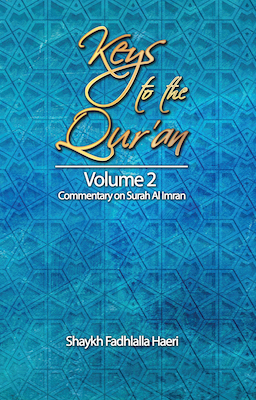 Keys
to the
Qur'an
Volume 2
Commentary on Surah Al Imran
Shaykh Fadhlalla Haeri